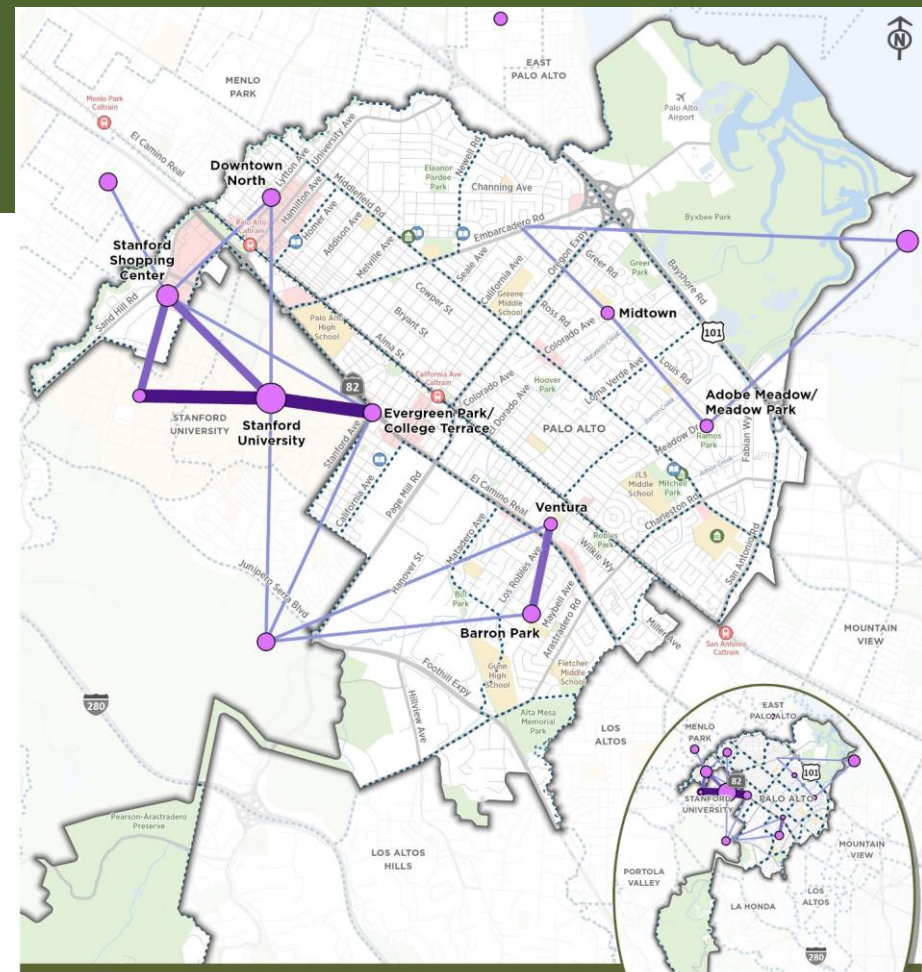 N
EAST
PALO ALTO
MENLO
PARK
Menlo Park
Caltrain
El Camino Real
Palo Alto
Airport
Downtown
North
Lytton Ave
University Ave
Hamilton Ave
Homer Ave
Addison Ave
Melville Ave
Middlefield Rd
Eleanor
Pardee
Park
Newell Rd
Channing Ave
Embarcadero Rd
Byxbee Park
Palo Alto
Caltrain
Stanford
Shopping
Center
Sand Hill Rd
Seale Ave
California Ave
Oregon Expy
Greer Rd
Greer
Park
Bayshore Rd
Cowper St
Bryant St
Alma St
Greene
Middle
School
Ross Rd
Colorado Ave
Midtown
Matadero Creek
101
Palo Alto
High
School
82
California Ave
Caltrain
Colorado Ave
El Dorado Ave
Hoover
Park
Loma Verde Ave
Louis Rd
Barron Creek
Adobe Meadow/
Meadow Park
STANFORD
UNIVERSITY
Stanford
University
Evergreen Park/
College Terrace
Stanford Ave
PALO ALTO
Meadow Dr
Ramos
Park
Fabian Wy
Adobe Creek
JLS
Middle
School
Mitchell
Park
California Ave
Page Mill Rd
El Camino Real
Ventura
Charleston Rd
Robles
Park
Wilkie Wy
San Antonio Rd
Hanover St
Matadero Ave
Los Robles Ave
Bol
Park
Maybell Ave
Arastradero Rd
Barron Park
Miller Ave
Junipero Serra Blvd
MOUNTAIN
VIEW
San Antonio
Caltrain
Foothill Expy
Gunn
High
School
Fletcher
Middle
School
Hillview Ave
Alta Mesa
Memorial
Park
LOS
ALTOS
280
Pearson-Arastradero
Preserve
LOS ALTOS
HILLS
EAST
PALO ALTO
MENLO
PARK
101
82
STANFORD
UNIVERSITY
PALO ALTO
MOUNTAIN
VIEW
PORTOLA
VALLEY
LOS
ALTOS
LA HONDA
280